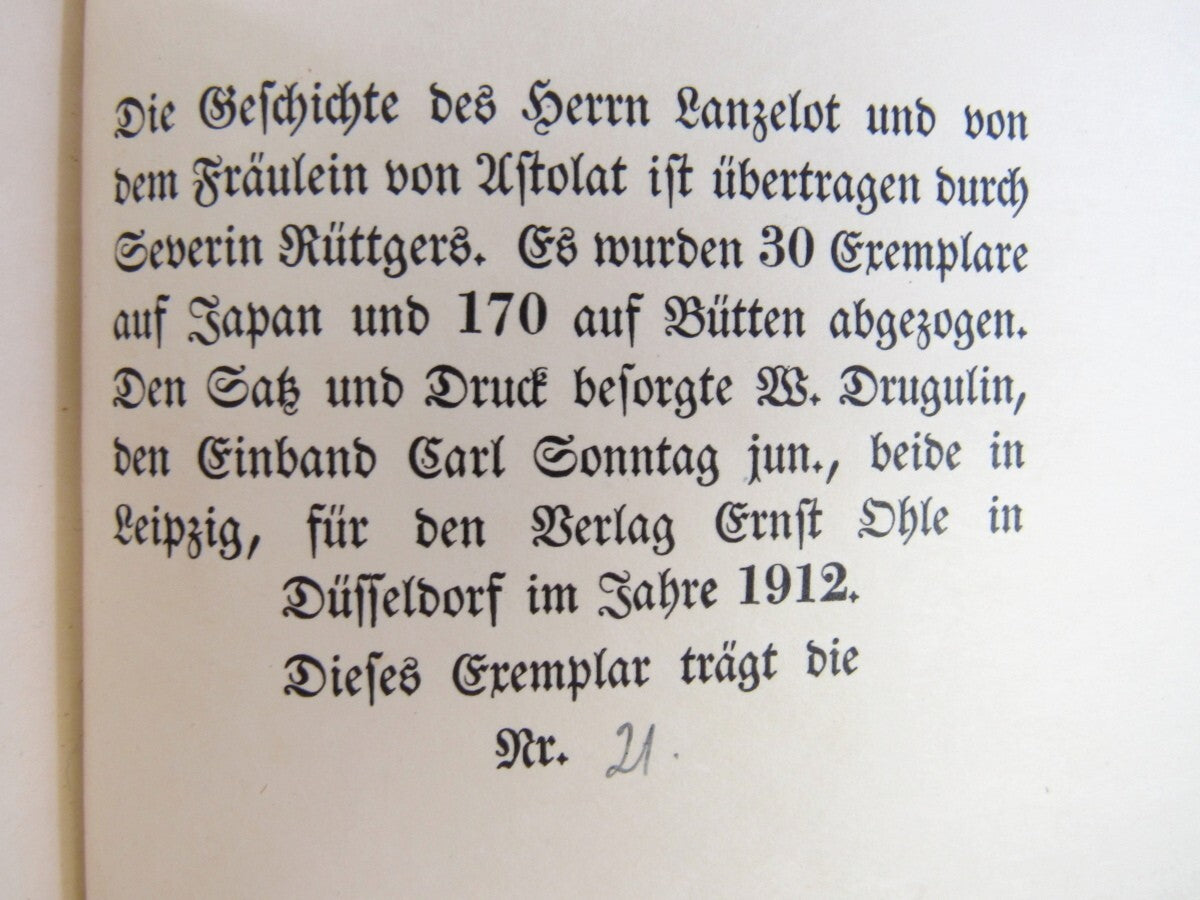 Die Geschichte des Herrn Lanzelot und von
dem Fräulein von Astolat ist übertragen durch
Severin Rüttgers. Es wurden 30 Exemplare
auf Japan und 170 auf Bütten abgezogen.
Den Satz und Druck besorgte W. Drugulin,
den Einband Carl Sonntag jun., beide in
Leipzig, für den Verlag Ernst Ohle in
Düsseldorf im Jahre 1912.
Dieses Exemplar trägt die
Nr. 21.